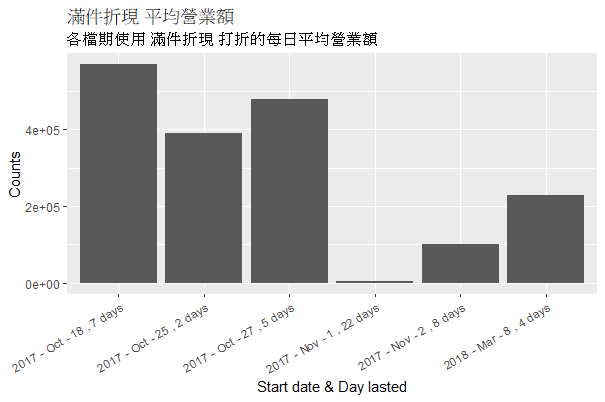 滿件折現 平均營業額
各檔期使用 滿件折現 打折的每日平均營業額
Counts
4e+05
2e+05
0e+00
2017 - Oct - 18 , 7 days
2017 - Oct - 25 , 2 days
2017 - Oct - 27 , 5 days
2017 - Nov - 1 , 22 days
2017 - Nov - 2 , 8 days
2018 - Mar - 8 , 4 days
Start date & Day lasted